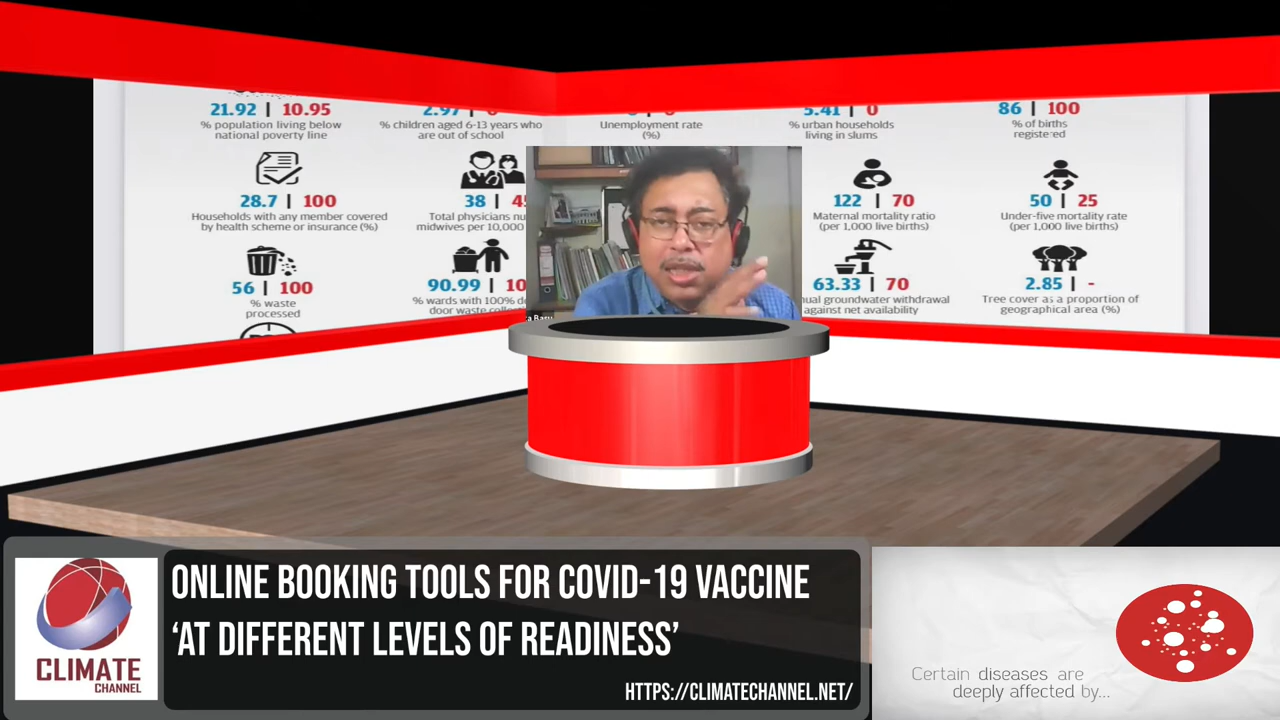 21.92 | 10.95
% population living below
national poverty line
2.97 |
% children aged 6-13 years who
are out of school
Unemployment rate
(%)
5.41 | 0
% urban households
living in slums
86 | 100
% of births
registered
28.7 | 100
Households with any member covered
by health scheme or insurance (%)
38 |
Total physicians
midwives per 10,000
122 | 70
Maternal mortality ratio
(per 1,000 live births)
50 | 25
Under-five mortality rate
(per 1,000 live births)
56 | 100
% waste
processed
90.99 |
% wards with 100%
door waste
63.33 | 70
groundwater withdrawal
against net availability
2.85 | -
Tree cover as a proportion of
geographical area (%)
CLIMATE
CHANNEL
ONLINE BOOKING TOOLS FOR COVID-19 VACCINE
‘AT DIFFERENT LEVELS OF READINESS’
HTTPS://CLIMATECHANNEL.NET/
Certain diseases are
deeply affected by...